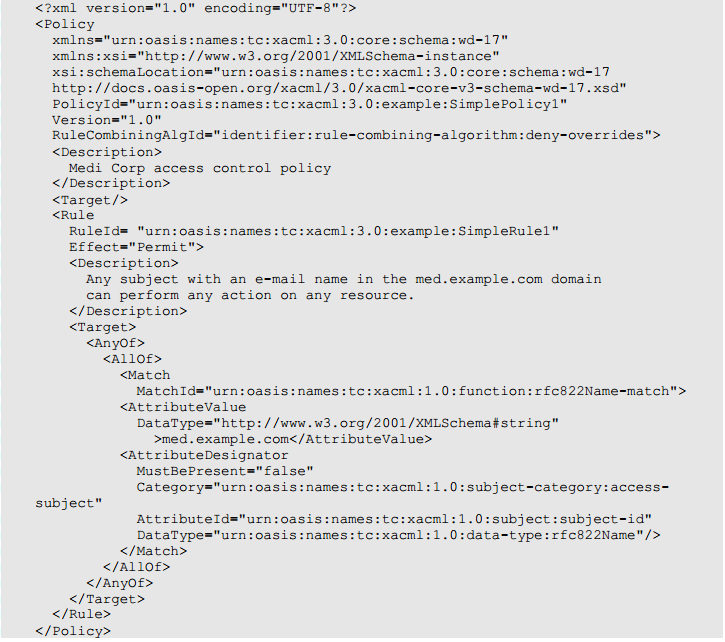 <?xml version="1.0" encoding="UTF-8"?>
<Policy
xmlns="urn:oasis:names:tc:xacml:3.0:core:schema:wd-17"
xmlns:xsi="http://www.w3.org/2001/XMLSchema-instance"
xsi:schemaLocation="urn:oasis:names:tc:xacml:3.0:core:schema:wd-17
http://docs.oasis-open.org/xacml/3.0/xacml-core-v3-schema-wd-17.xsd"
PolicyId="urn:oasis:names:tc:xacml:3.0:example:SimplePolicy1"
Version="1.0"
RuleCombiningAlgId="identifier:rule-combining-algorithm:deny-overrides">
<Description>
Medi Corp access control policy
</Description>
<Target/>
<Rule
RuleId= "urn:oasis:names:tc:xacml:3.0:example:SimpleRule1"
Effect="Permit">
<Description>
Any subject with an e-mail name in the med.example.com domain
can perform any action on any resource.
</Description>
<Target>
<AnyOf>
<AllOf>
<Match
MatchId="urn:oasis:names:tc:xacml:1.0:function:rfc822Name-match">
<AttributeValue
DataType="http://www.w3.org/2001/XMLSchema#string"
>med.example.com</AttributeValue>
<AttributeDesignator
MustBePresent="false"
Category="urn:oasis:names:tc:xacml:1.0:subject-category:access-
subject"
AttributeId="urn:oasis:names:tc:xacml:1.0:subject:subject-id"
DataType="urn:oasis:names:tc:xacml:1.0:data-type:rfc822Name"/>
</Match>
</AllOf>
</AnyOf>
</Target>
</Rule>
</Policy>